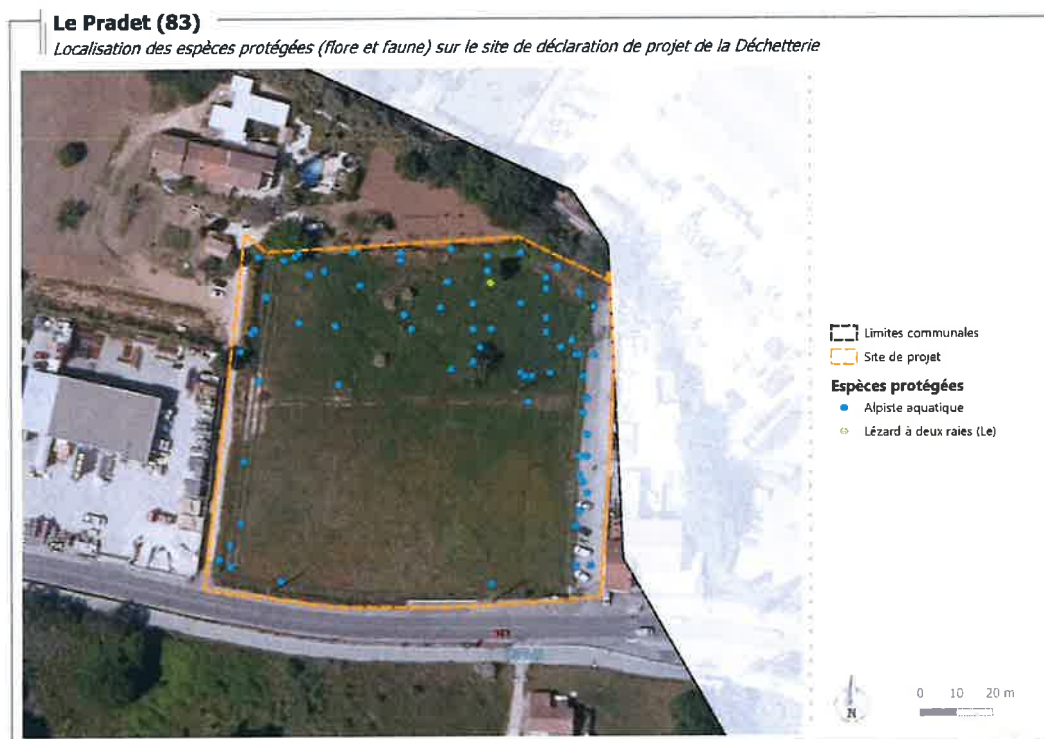 Le Pradet (83)
Localisation des espèces protégées (flore et faune) sur le site de déclaration de projet de la Déchetterie
Limites communales
Site de projet
Espèces protégées
Alpiste aquatique
Lézard à deux raies (Le)
N
0 10 20 m